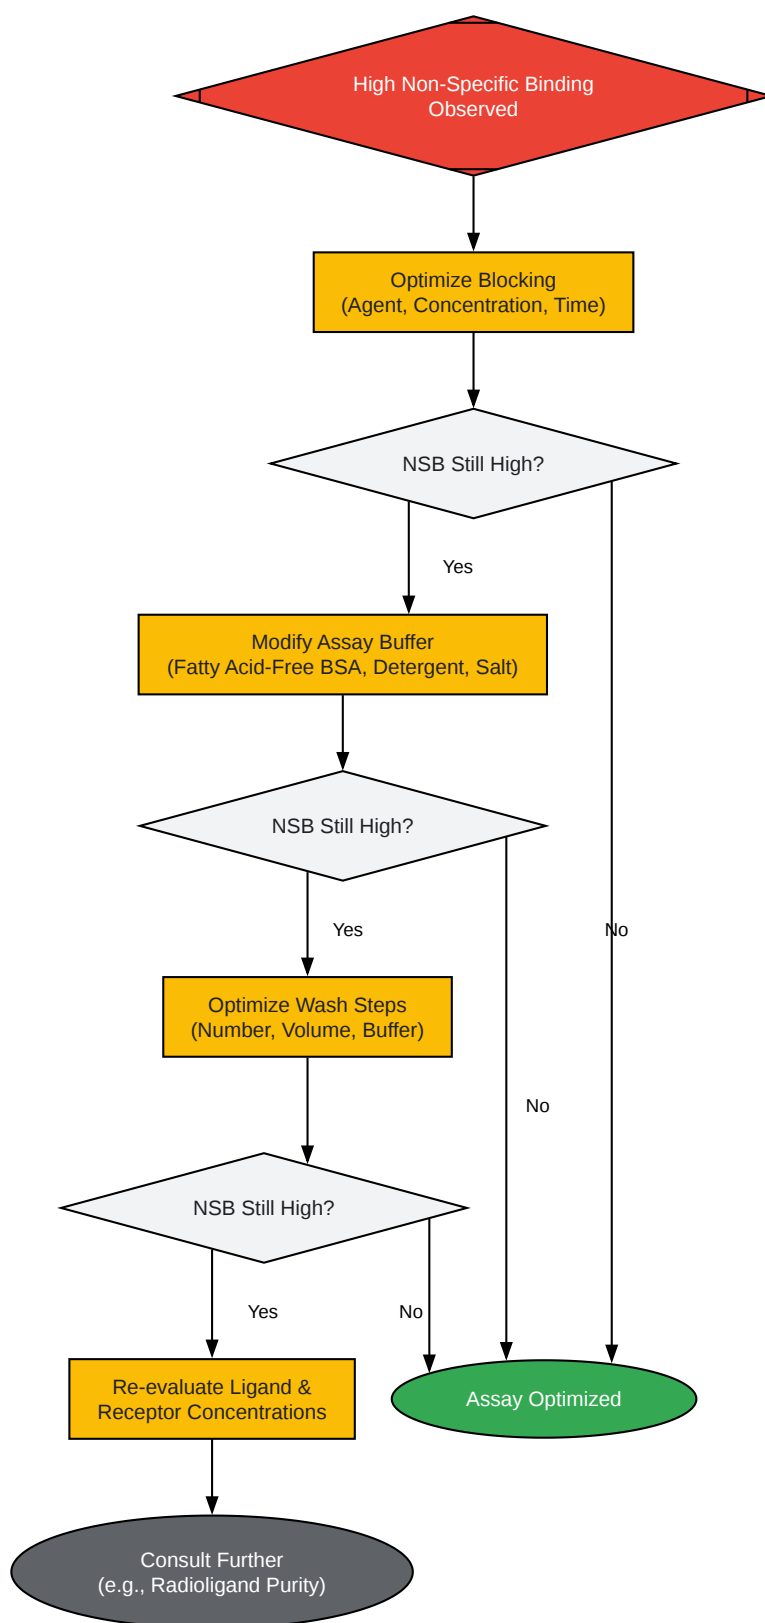 High Non-Specific Binding
Observed
Optimize Blocking
(Agent, Concentration, Time)
NSB Still High?
Yes
Modify Assay Buffer
(Fatty Acid-Free BSA, Detergent, Salt)
NSB Still High?
Yes
No
Optimize Wash Steps
(Number, Volume, Buffer)
No
NSB Still High?
Yes
No
Re-evaluate Ligand &
Receptor Concentrations
Assay Optimized
Consult Further
(e.g., Radioligand Purity)